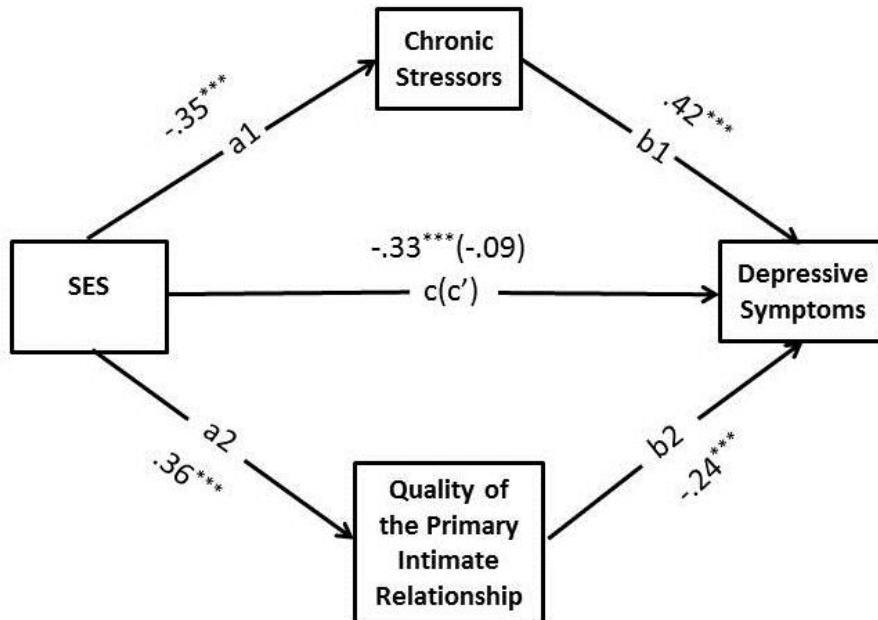 Chronic
Stressors
-.35***
a1
.42***
b1
SES
-.33***(-.09)
c(c’)
Depressive
Symptoms
a2
.36***
b2
-.24***
Quality of
the Primary
Intimate
Relationship